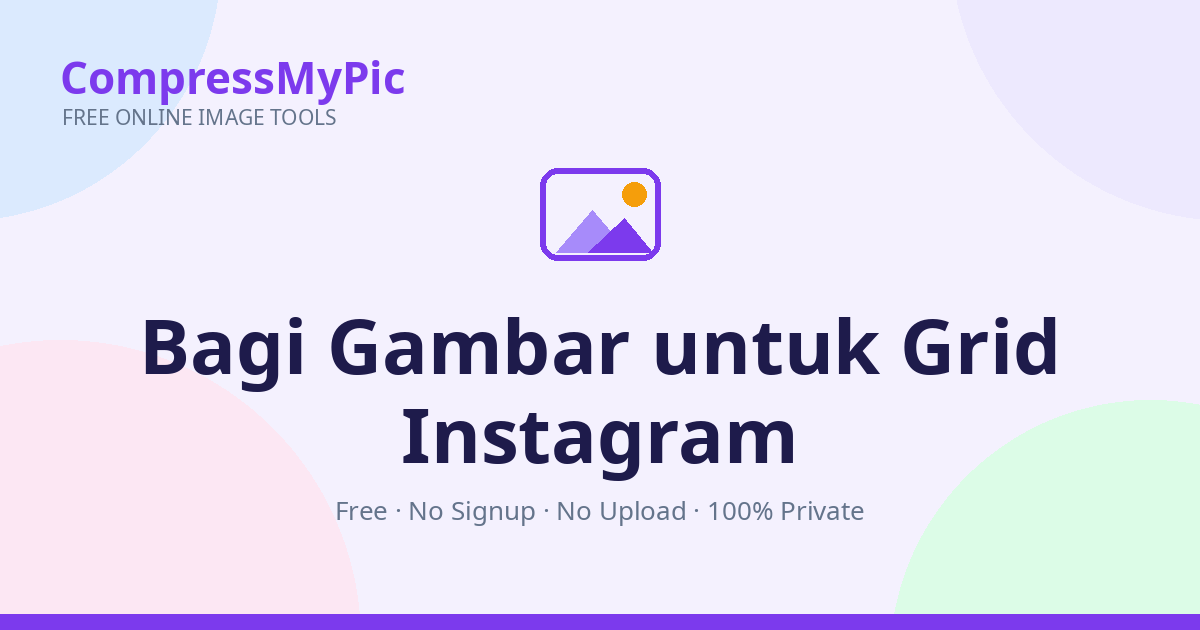 CompressMyPic
FREE ONLINE IMAGE TOOLS
Bagi Gambar untuk Grid
Instagram
Free · No Signup · No Upload · 100% Private